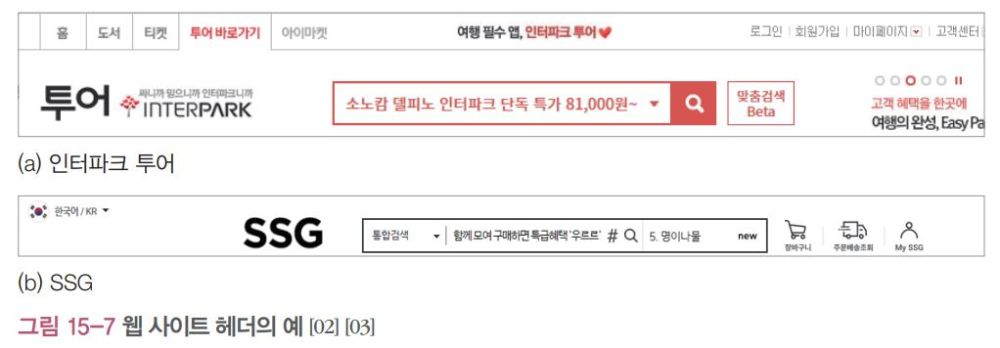 홈 도서 티켓 투어 바로가기 아이마켓 여행 필수 앱, 인터파크 투어❤ 로그인 | 회원가입 | 마이페이지 | 고객센터
투어 싸니까 믿으니까 인터파크니까 INTERPARK
소노캄 델피노 인터파크 단독 특가 81,000원~
맞춤검색
Beta
고객 혜택을 한곳에
여행의 완성, Easy Pa
(a) 인터파크 투어
한국어 / KR
SSG 통합검색 함께 모여 구매하면 특급혜택 '우르르' # 5. 명이나물 new
장바구니 주문배송조회 My SSG
(b) SSG
그림 15-7 웹 사이트 헤더의 예 [02] [03]